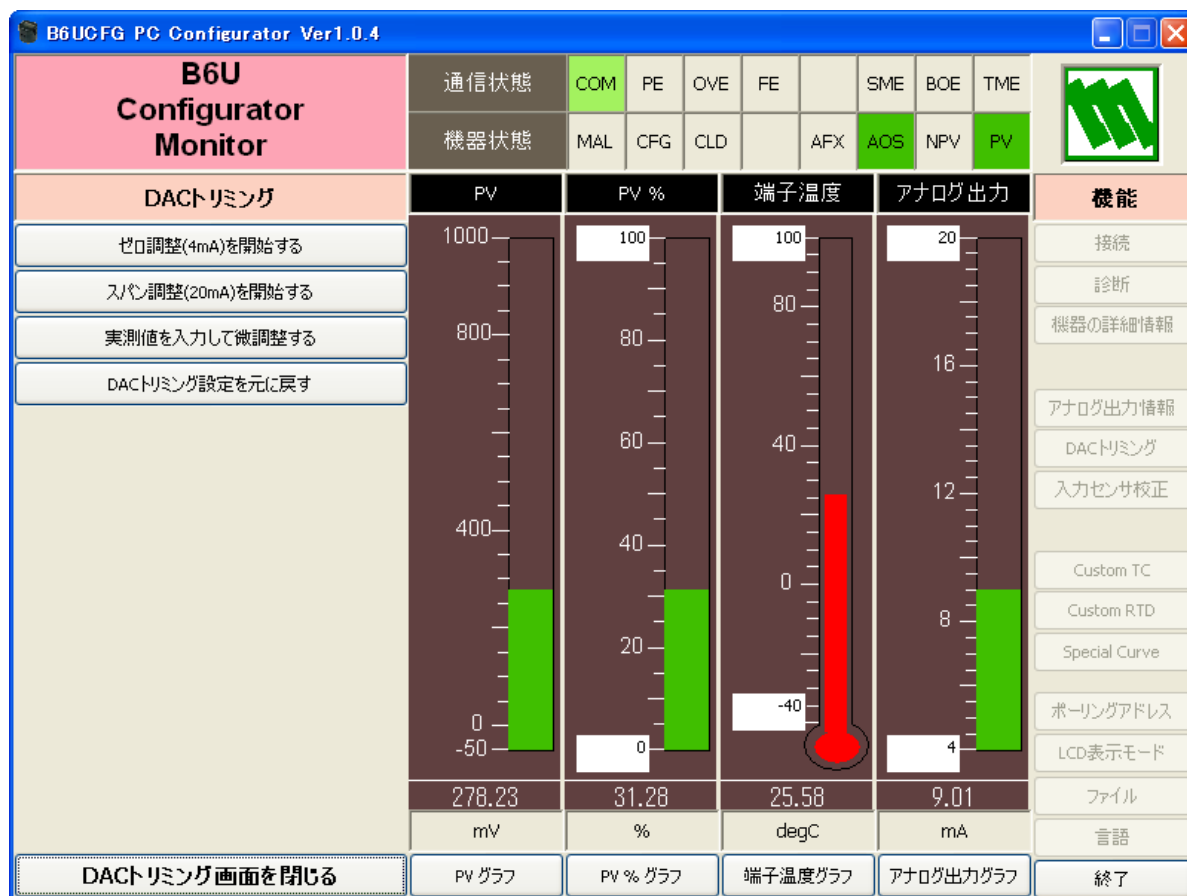 B6UCFG PC Configurator Ver1.0.4
B6U
Configurator
Monitor
通信状態
COM
PE
OVE
FE
SME
BOE
TME
機器状態
MAL
CFG
CLD
AFX
AOS
NPV
PV
DACトリミング
ゼロ調整(4mA)を開始する
スパン調整(20mA)を開始する
実測値を入力して微調整する
DACトリミング設定を元に戻す
DACトリミング画面を閉じる
PV
1000
800
400
0
-50
278.23
mV
PV グラフ
PV %
100
80
60
40
20
0
31.28
%
PV % グラフ
端子温度
100
80
40
0
-40
25.58
degC
端子温度グラフ
アナログ出力
20
16
12
8
4
9.01
mA
アナログ出力グラフ
機能
接続
診断
機器の詳細情報
アナログ出力情報
DACトリミング
入力センサ校正
Custom TC
Custom RTD
Special Curve
ポーリングアドレス
LCD表示モード
ファイル
言語
終了